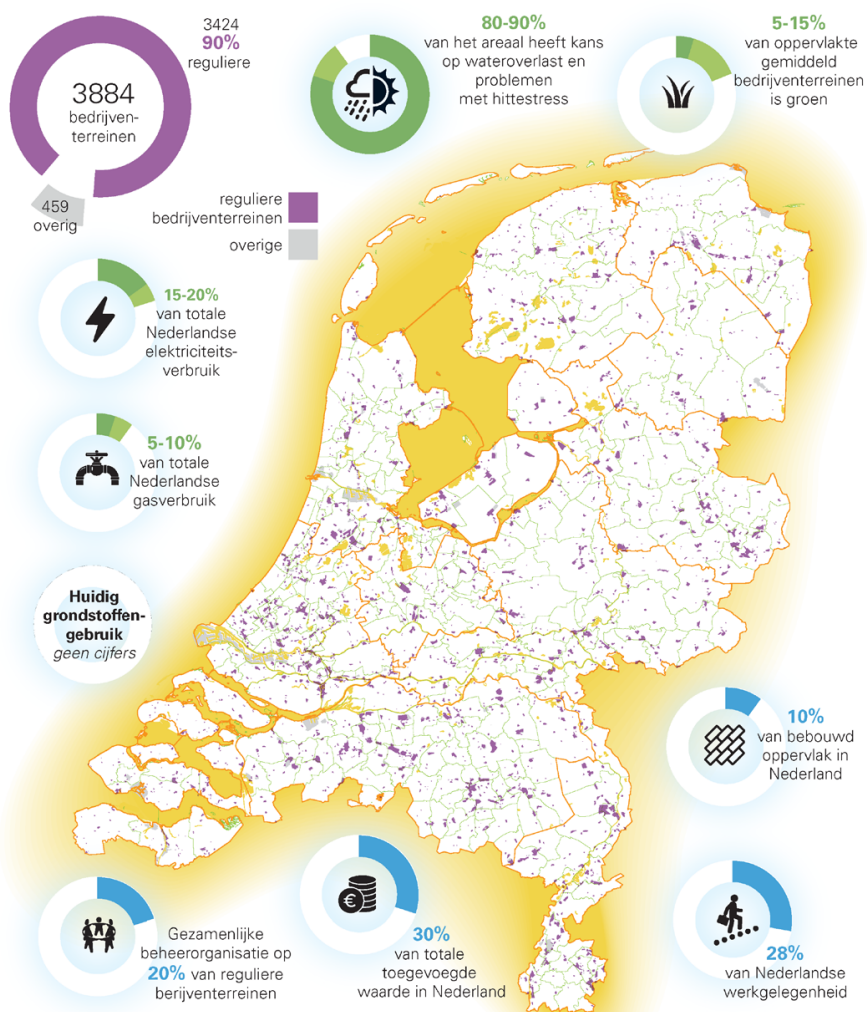 3424
90%
reguliere
3884
bedrijven-
terreinen
459
overig
80-90%
van het areaal heeft kans
op wateroverlast en
problemen
met hittestress
5-15%
van oppervlakte
gemiddeld
bedrijventerreinen
is groen
reguliere
bedrijventerreinen
overige
15-20%
van totale
Nederlandse
elektriciteits-
verbruik
5-10%
van totale
Nederlandse
gasverbruik
Huidig
grondstoffen-
gebruik
geen cijfers
10%
van bebouwd
oppervlak in
Nederland
Gezamenlijke
beheerorganisatie op
20% van reguliere
berijventerreinen
€
30%
van totale
toegevoegde
waarde in Nederland
28%
van Nederlandse
werkgelegenheid